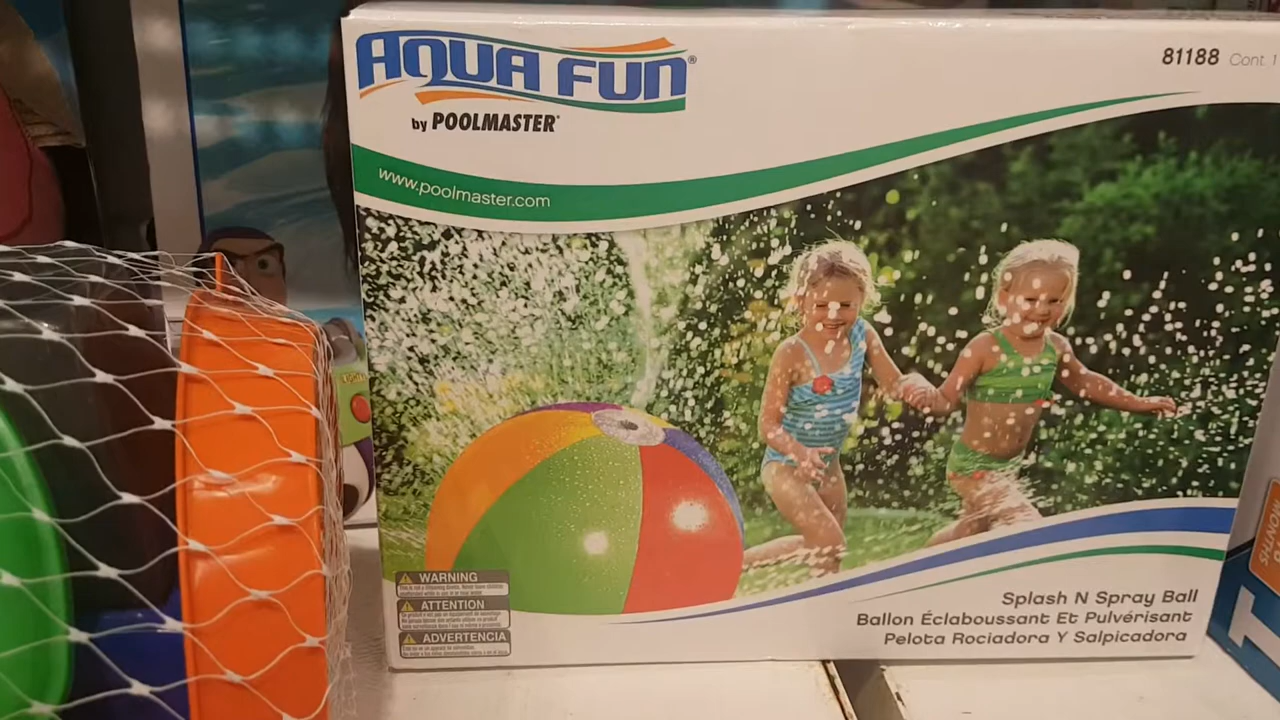 AQUA FUN®
by POOLMASTER®
81188 Cont. 1
www.poolmaster.com
WARNING
ATTENTION
ADVERTENCIA
Splash N Spray Ball
Ballon Éclaboussant Et Pulvérisant
Pelota Rociadora Y Salpicadora